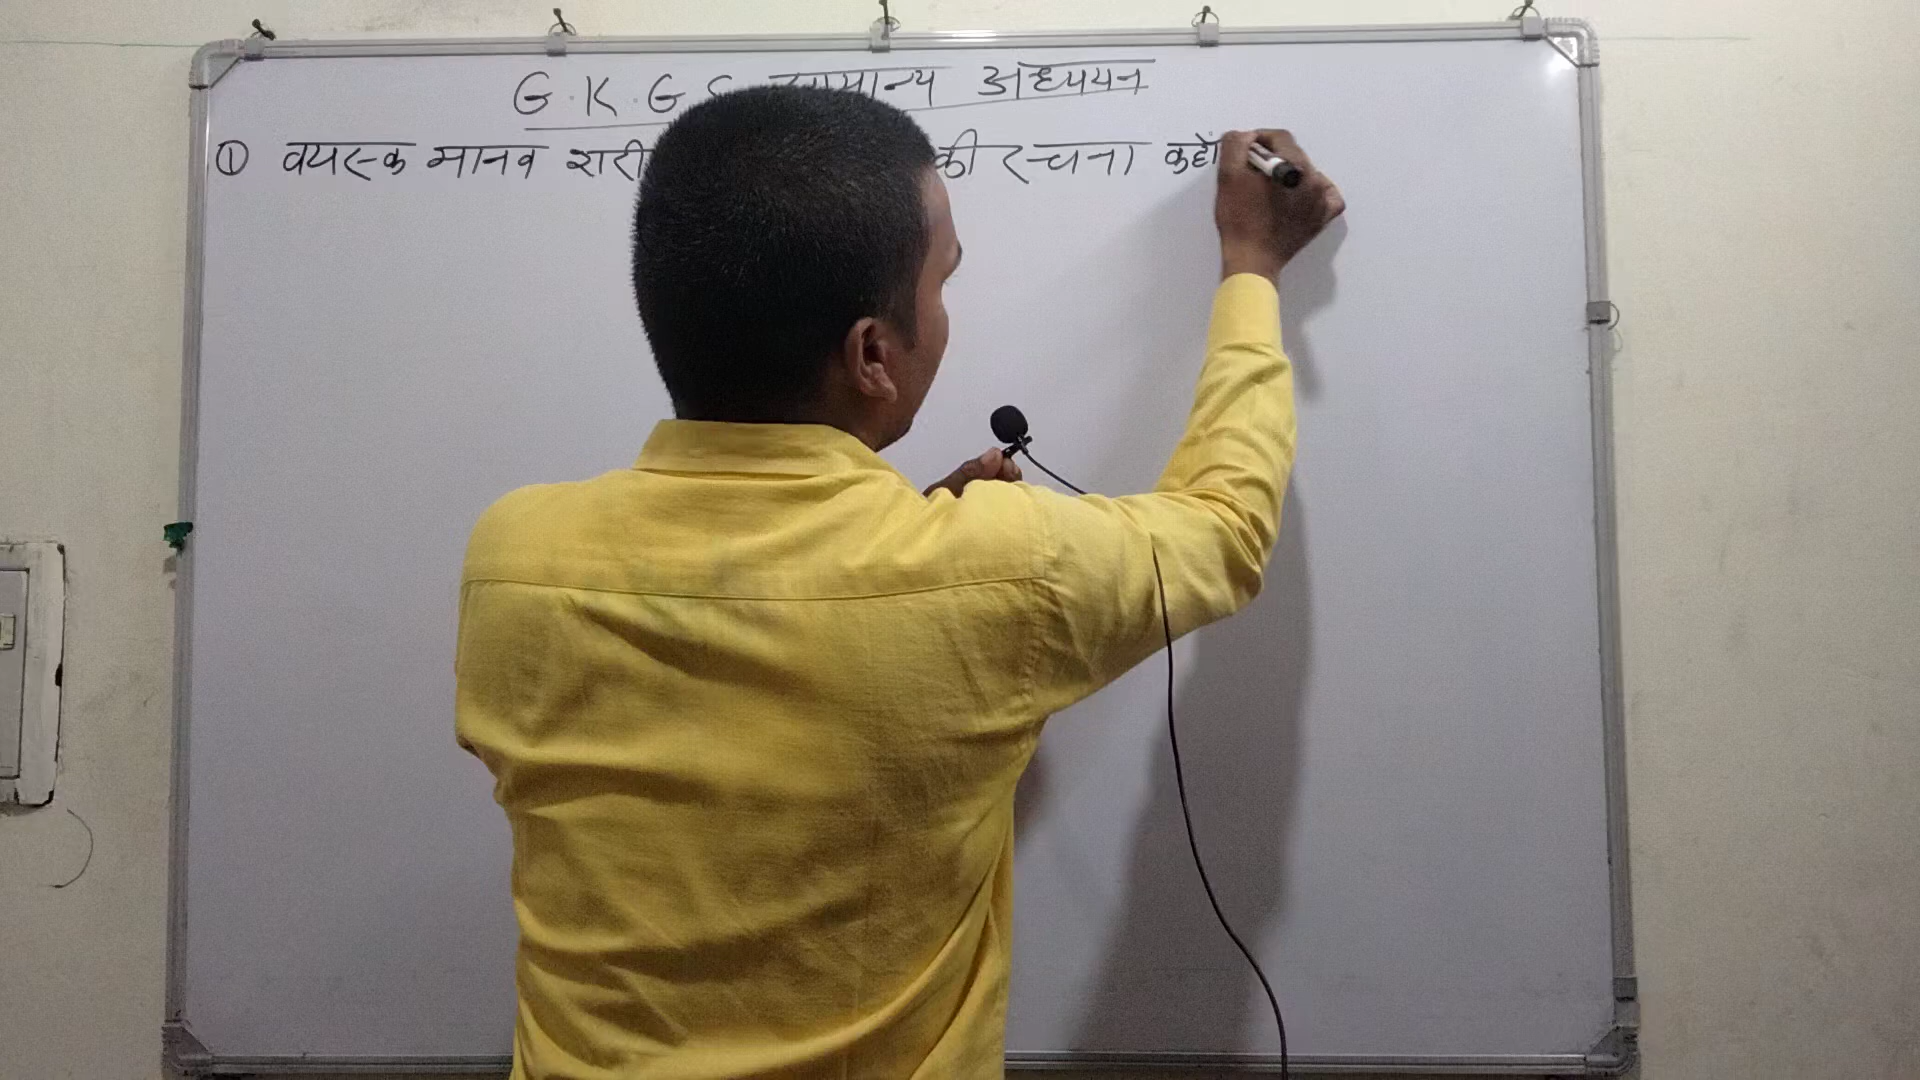 G.K.G सामान्य अध्ययन
① वयस्क मानव शरी की रचना कहाँ